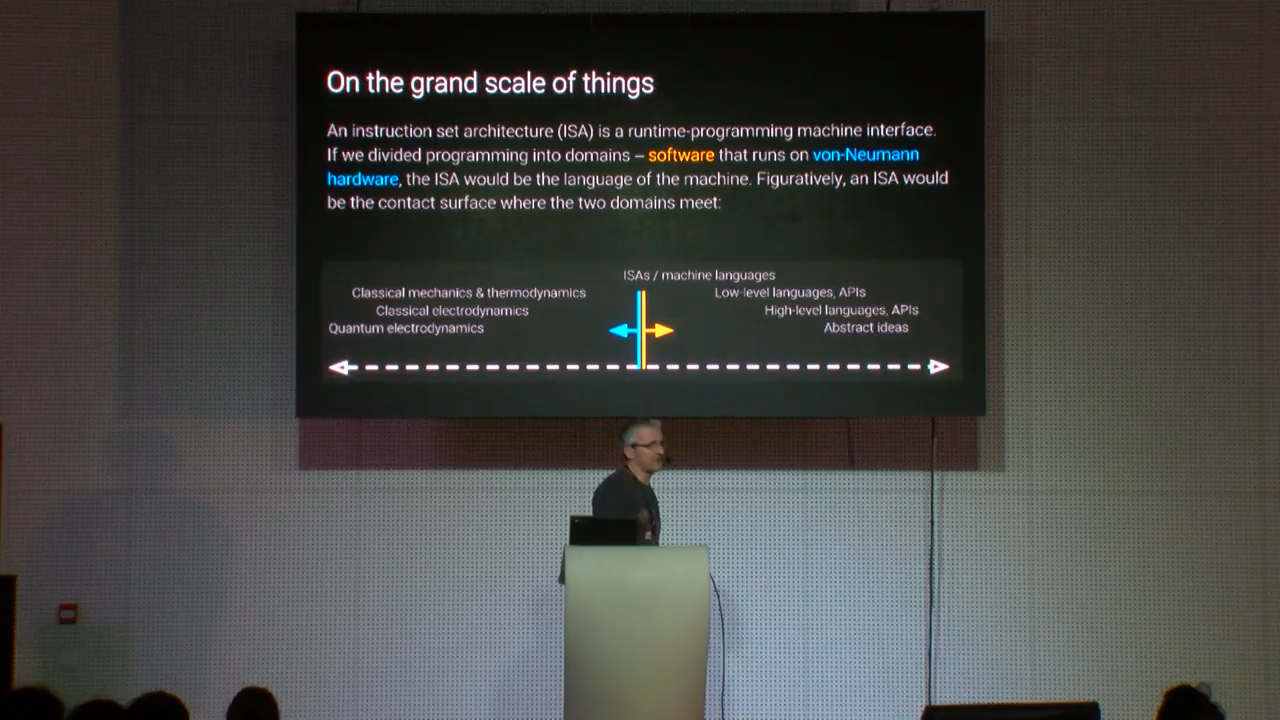 On the grand scale of things
An instruction set architecture (ISA) is a runtime-programming machine interface.
If we divided programming into domains – software that runs on von-Neumann
hardware, the ISA would be the language of the machine. Figuratively, an ISA would
be the contact surface where the two domains meet:
ISAs / machine languages
Classical mechanics & thermodynamics
Low-level languages, APIs
Classical electrodynamics
High-level languages, APIs
Quantum electrodynamics
Abstract ideas